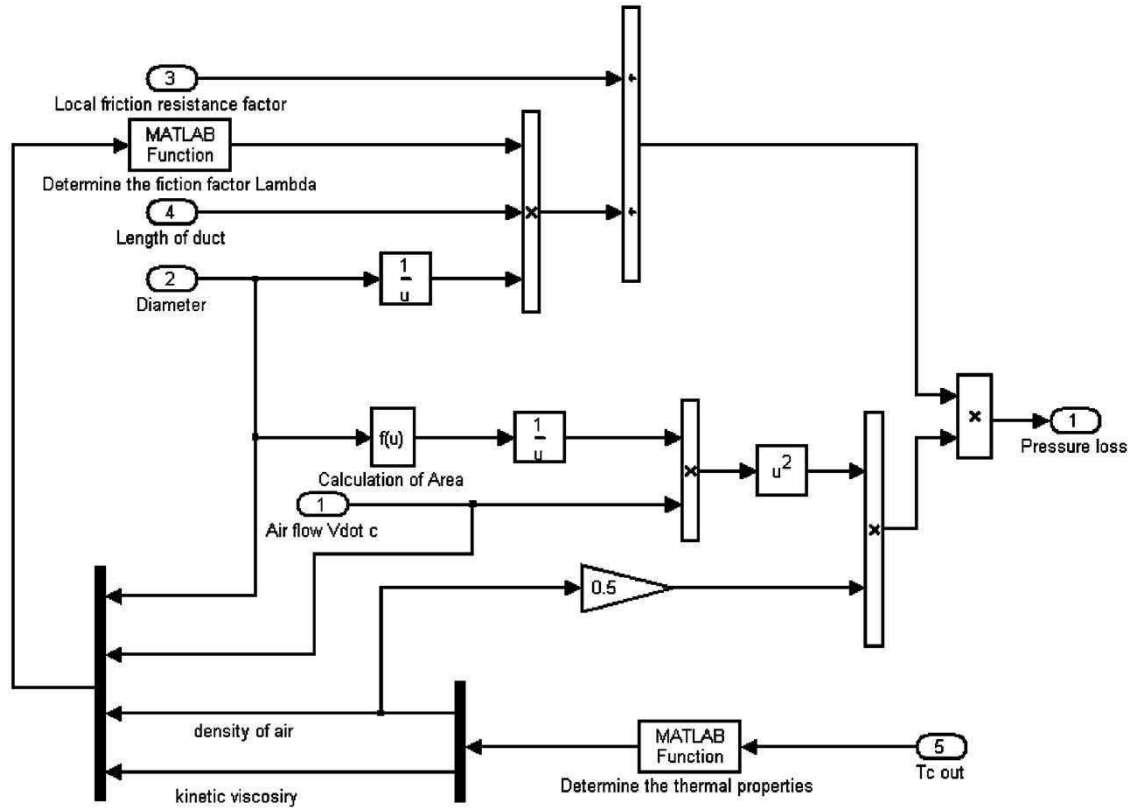 3
Local friction resistance factor
MATLAB
Function
Determine the fiction factor Lambda
4
Length of duct
2
Diameter
1
u
×
+
+
f(u)
Calculation of Area
1
u
1
Air flow Vdot c
×
u²
×
0.5
×
1
Pressure loss
density of air
kinetic viscosiry
MATLAB
Function
Determine the thermal properties
5
Tc out